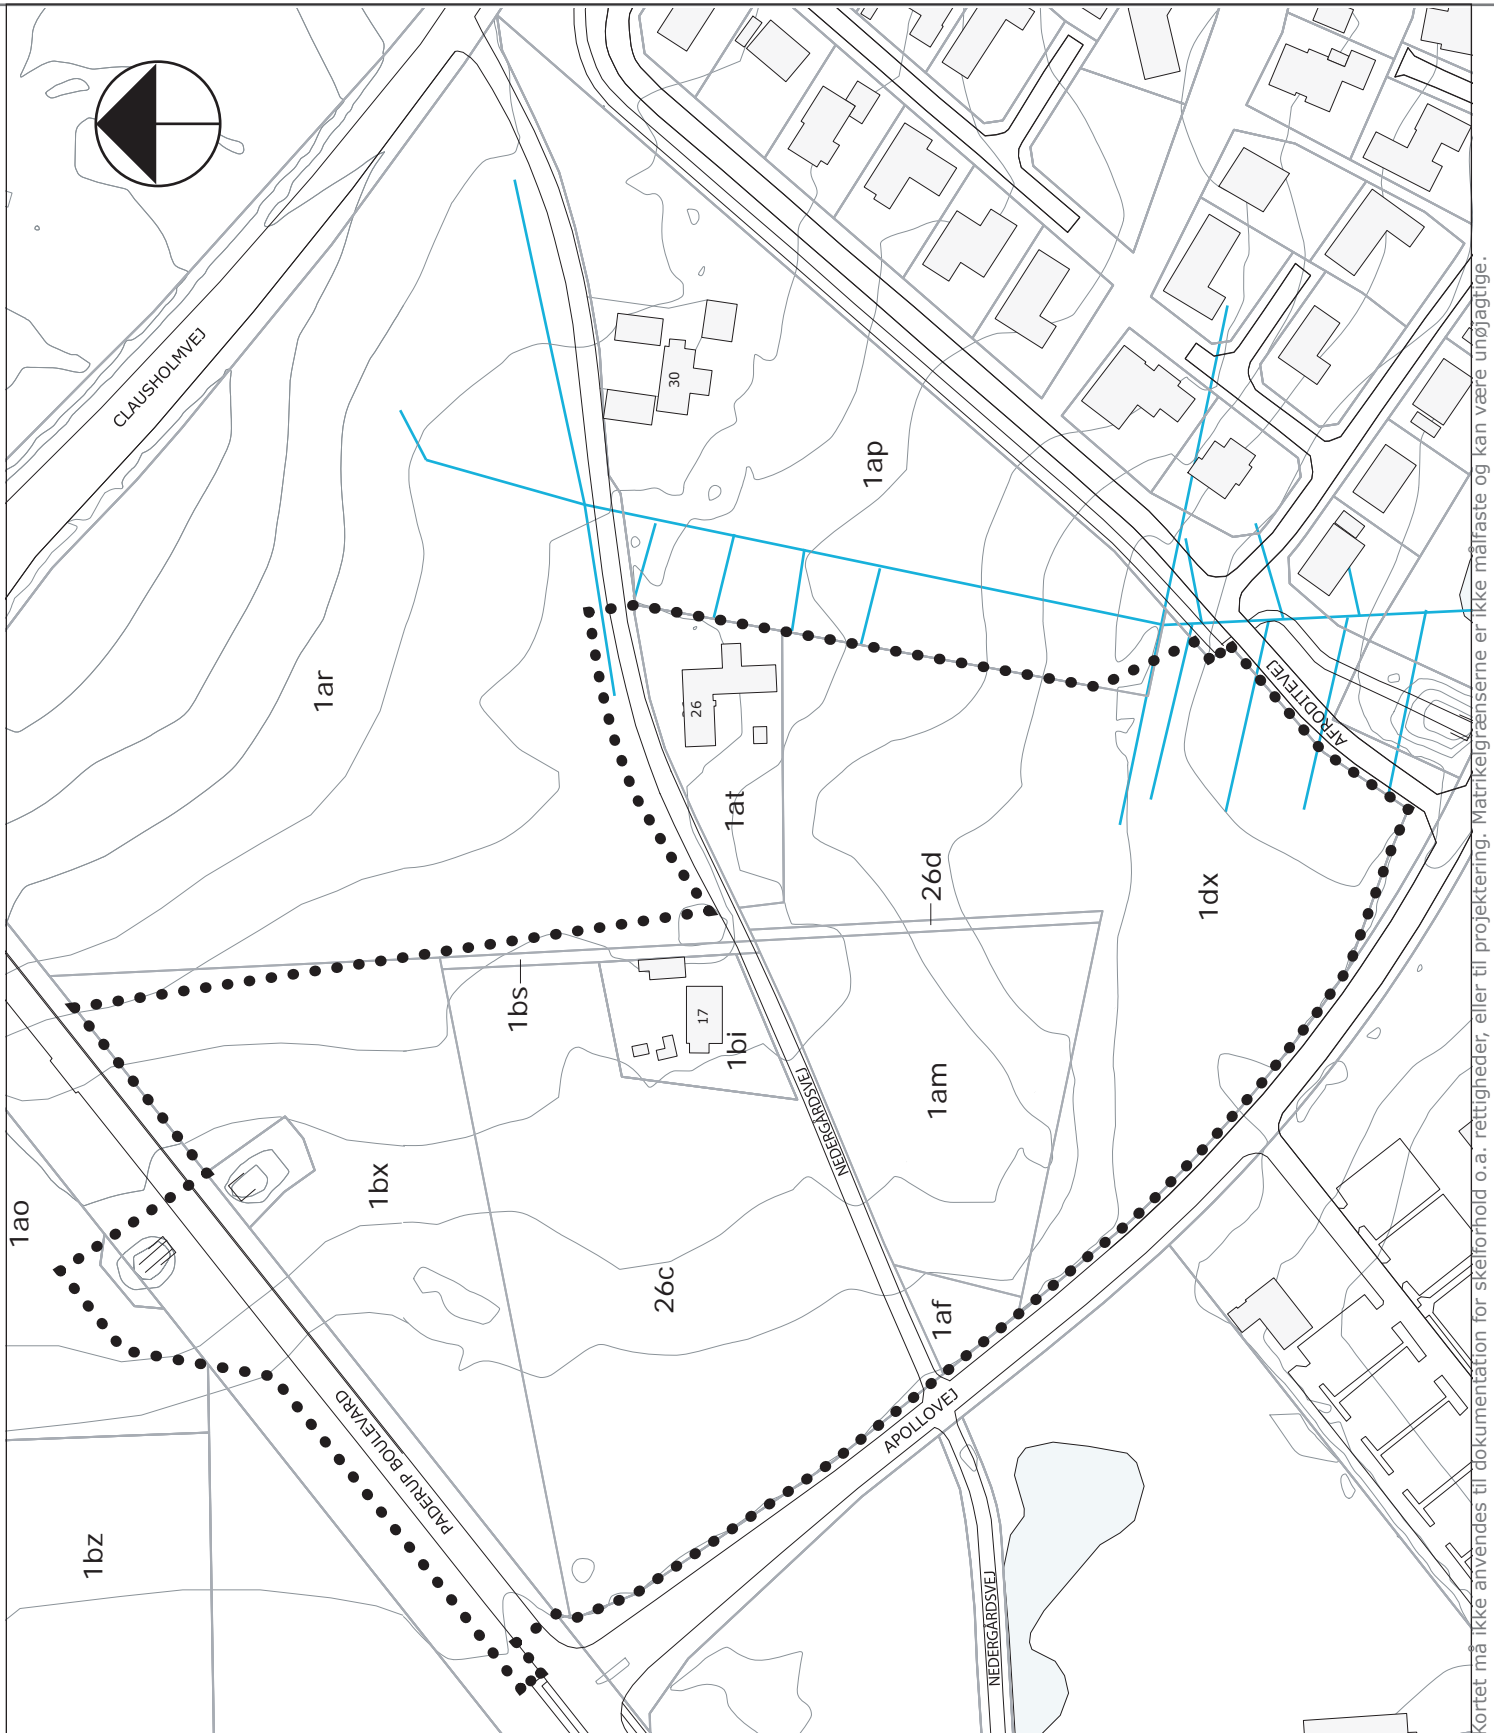 CLAUSHOLMVEJ
30
1ap
1ar
26
1at
AFRODITEVEJ
26d
1dx
1bs
17
1bi
NEDERGÅRDSVEJ
1am
1bx
1ao
26c
1af
PADERUP BOULEVARD
APOLLOVEJ
1bz
NEDERGÅRDSVEJ
Kortet må ikke anvendes til dokumentation for skelforhold o.a. rettigheder, eller til projektering. Matrikelgrænserne er ikke målfaste og kan være unøjagtige.